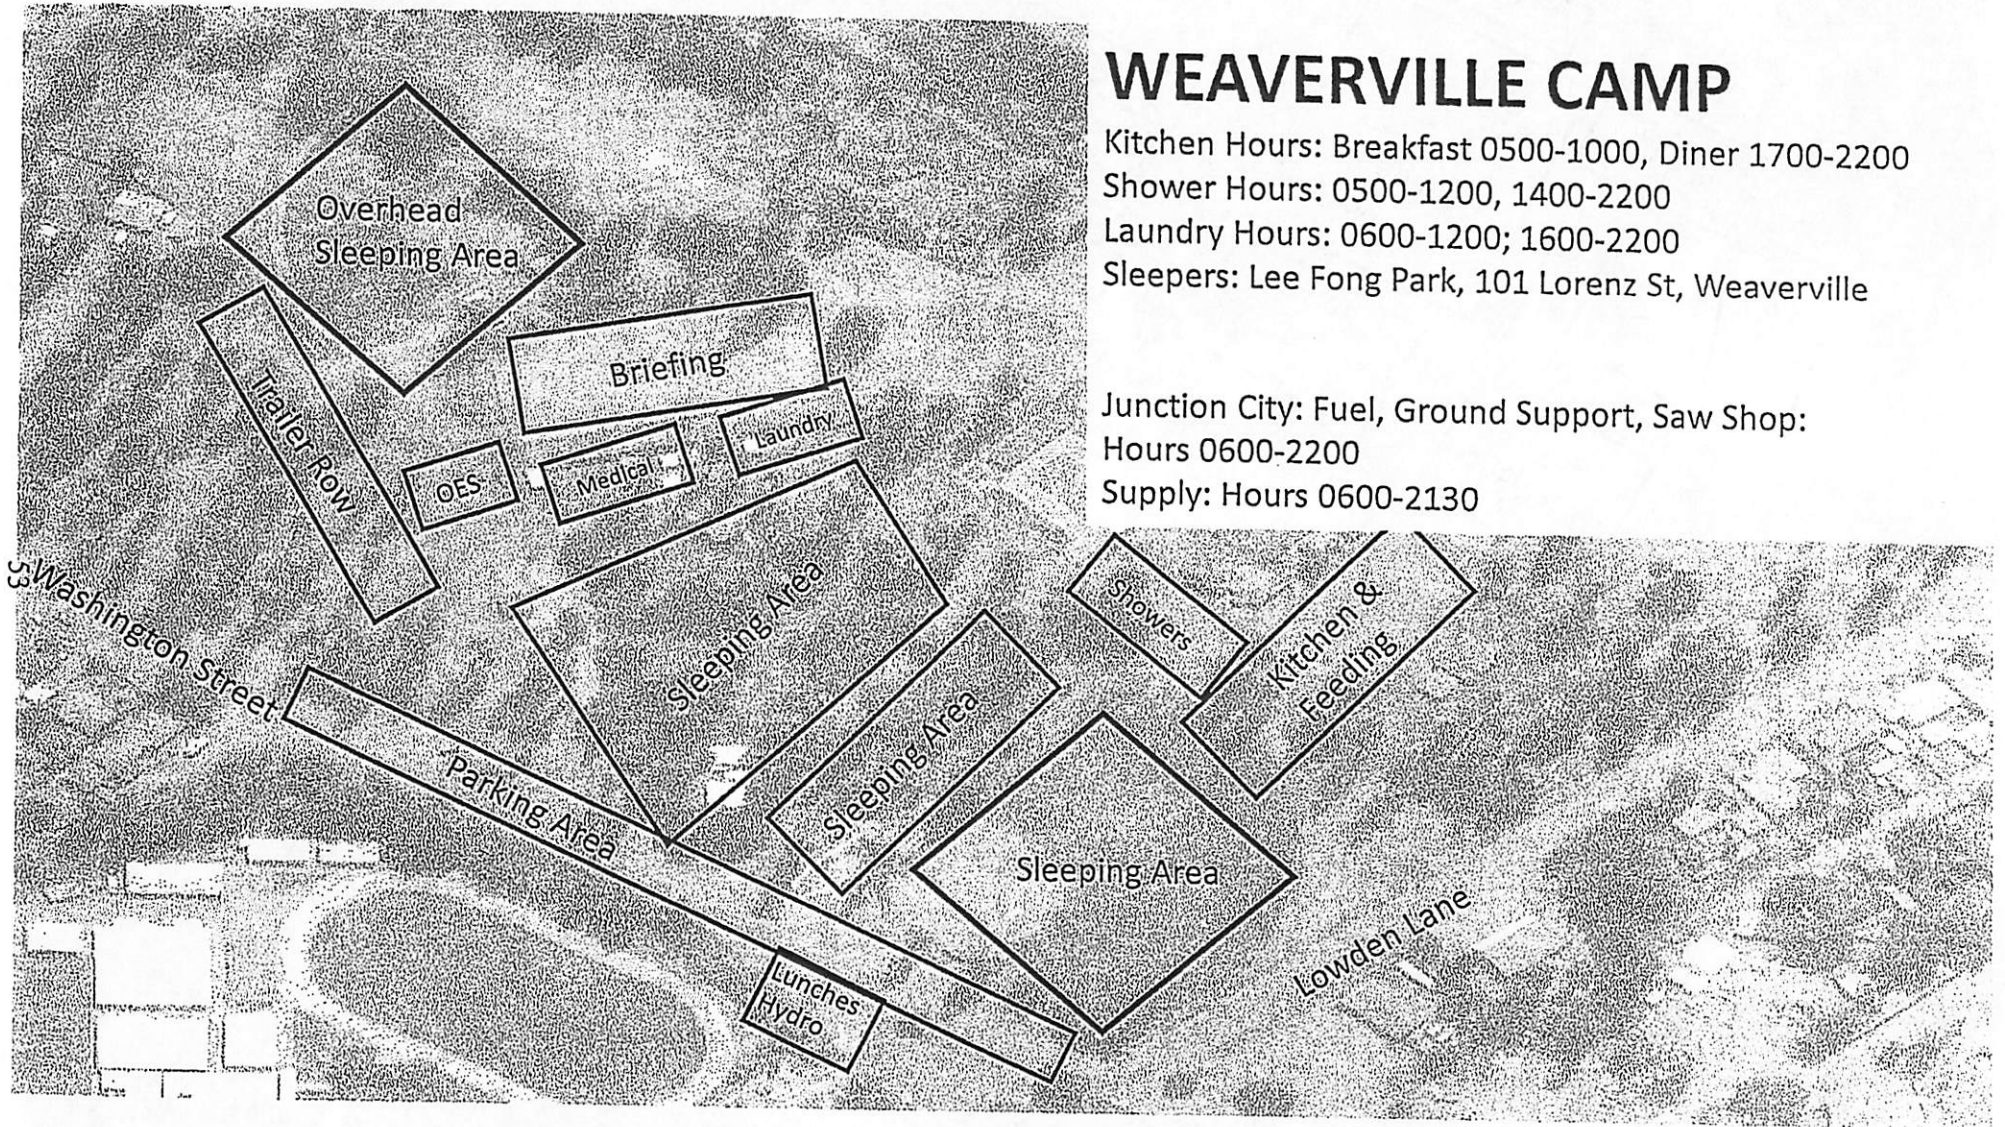 WEAVERVILLE CAMP
Kitchen Hours: Breakfast 0500-1000, Diner 1700-2200
Shower Hours: 0500-1200, 1400-2200
Laundry Hours: 0600-1200; 1600-2200
Sleepers: Lee Fong Park, 101 Lorenz St, Weaverville
Junction City: Fuel, Ground Support, Saw Shop:
Hours 0600-2200
Supply: Hours 0600-2130
Overhead
Sleeping Area
Trailer Row
Briefing
OES
Medical
Laundry
Sleeping Area
Showers
Kitchen &
Feeding
53
Washington Street
Parking Area
Sleeping Area
Sleeping Area
Lunches
Hydro
Lowden Lane